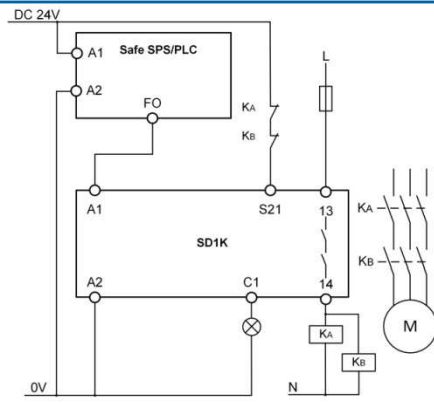 DC 24V
A1
Safe SPS/PLC
A2
FO
L
KA
KB
A1
S21
13
KA
SD1K
KB
A2
C1
14
M
KA
KB
0V
N